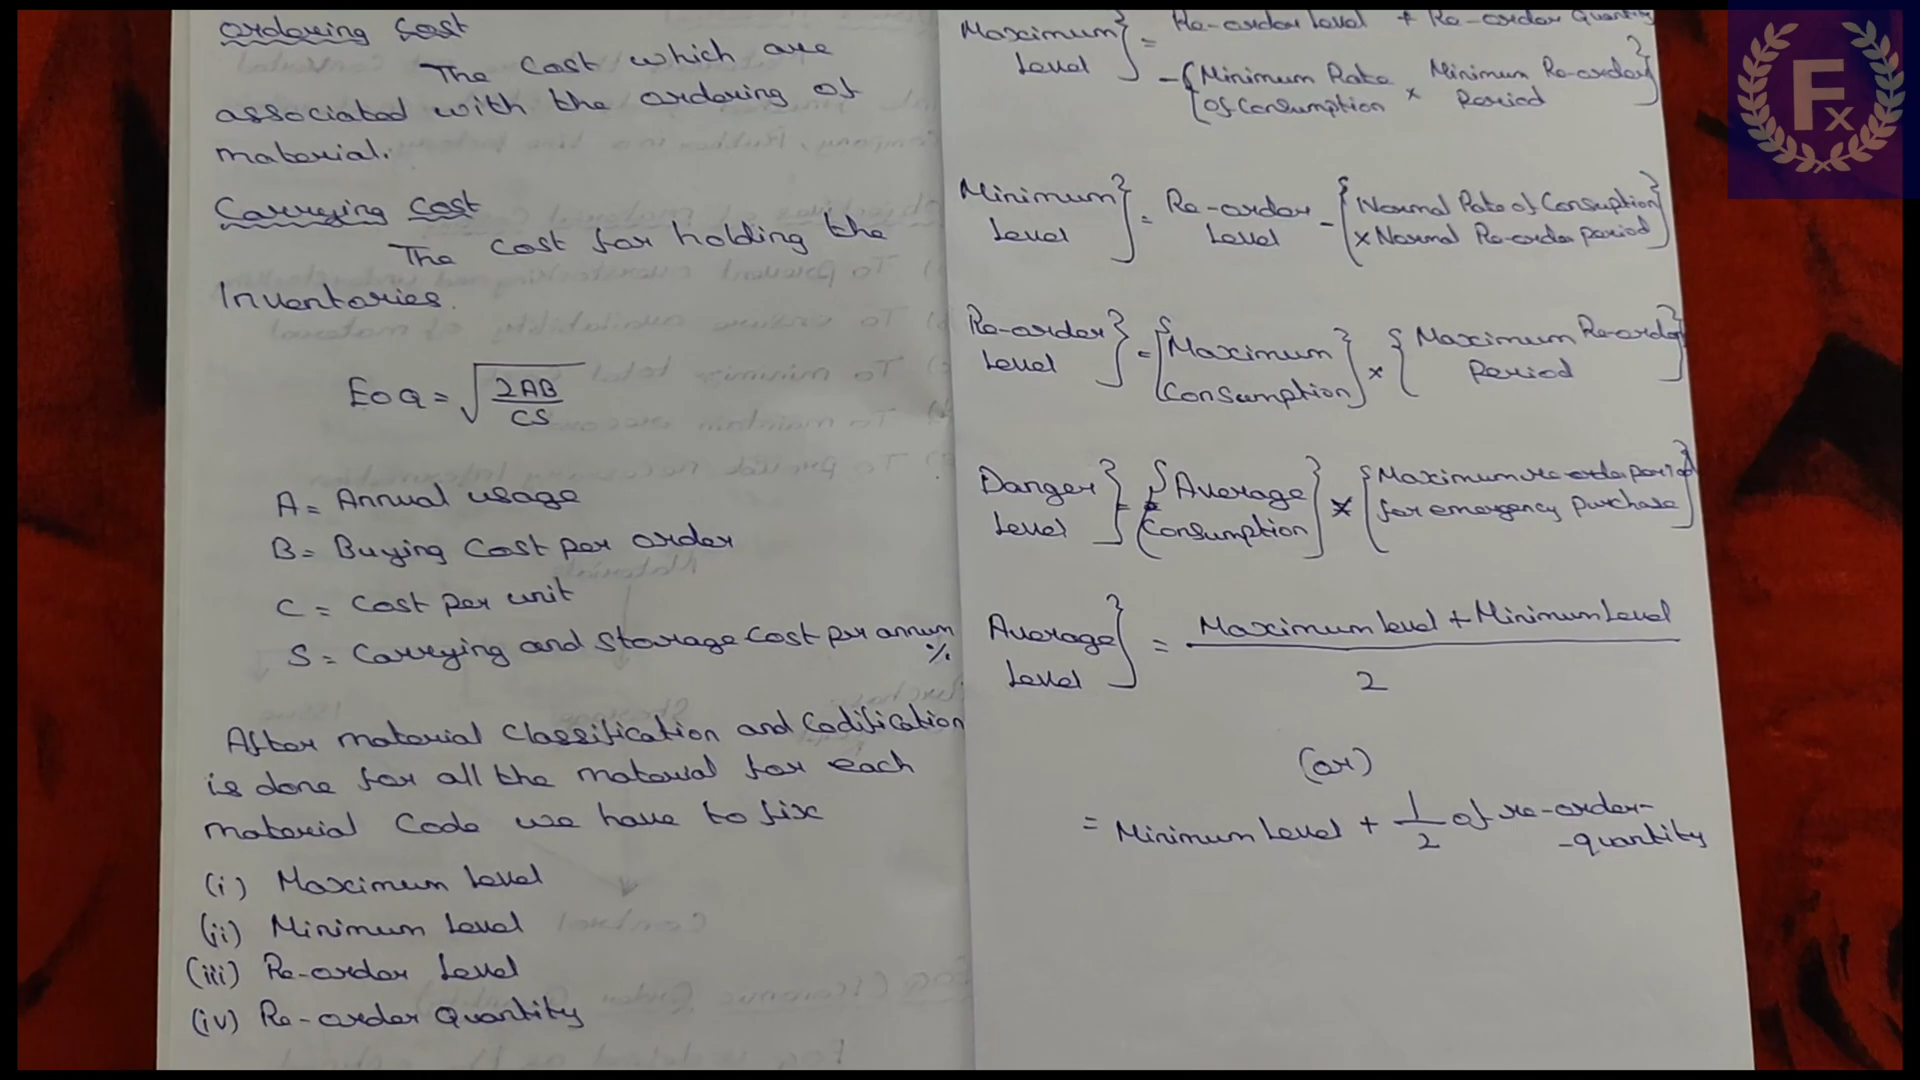 Ordering Cost
The Cost which are
associated with the ordering of
material.
Carrying Cost
The Cost for holding the
Inventories.
EOQ = √2AB/CS
A = Annual usage
B = Buying Cost per order
C = Cost per unit
S = Carrying and Storage Cost per annum
%
After material classification and Codification
is done for all the material for each
material Code we have to fix
(i) Maximum Level
(ii) Minimum Level
(iii) Re-order Level
(iv) Re-order Quantity
Maximum Level } = Re-order Level + Re-order Quantity
- { Minimum Rate of Consumption × Minimum Re-order Period }
Minimum Level } = Re-order Level - { Normal Rate of Consuption
× Normal Re-order period }
Re-order Level } = { Maximum Consumption } × { Maximum Re-order Period }
Danger Level } = { Average Consumption } × { Maximum re-order period
for emergency purchase }
Average Level } = Maximum level + Minimum Level
2
(or)
= Minimum Level + 1/2 of re-order-
-quantity
Fx